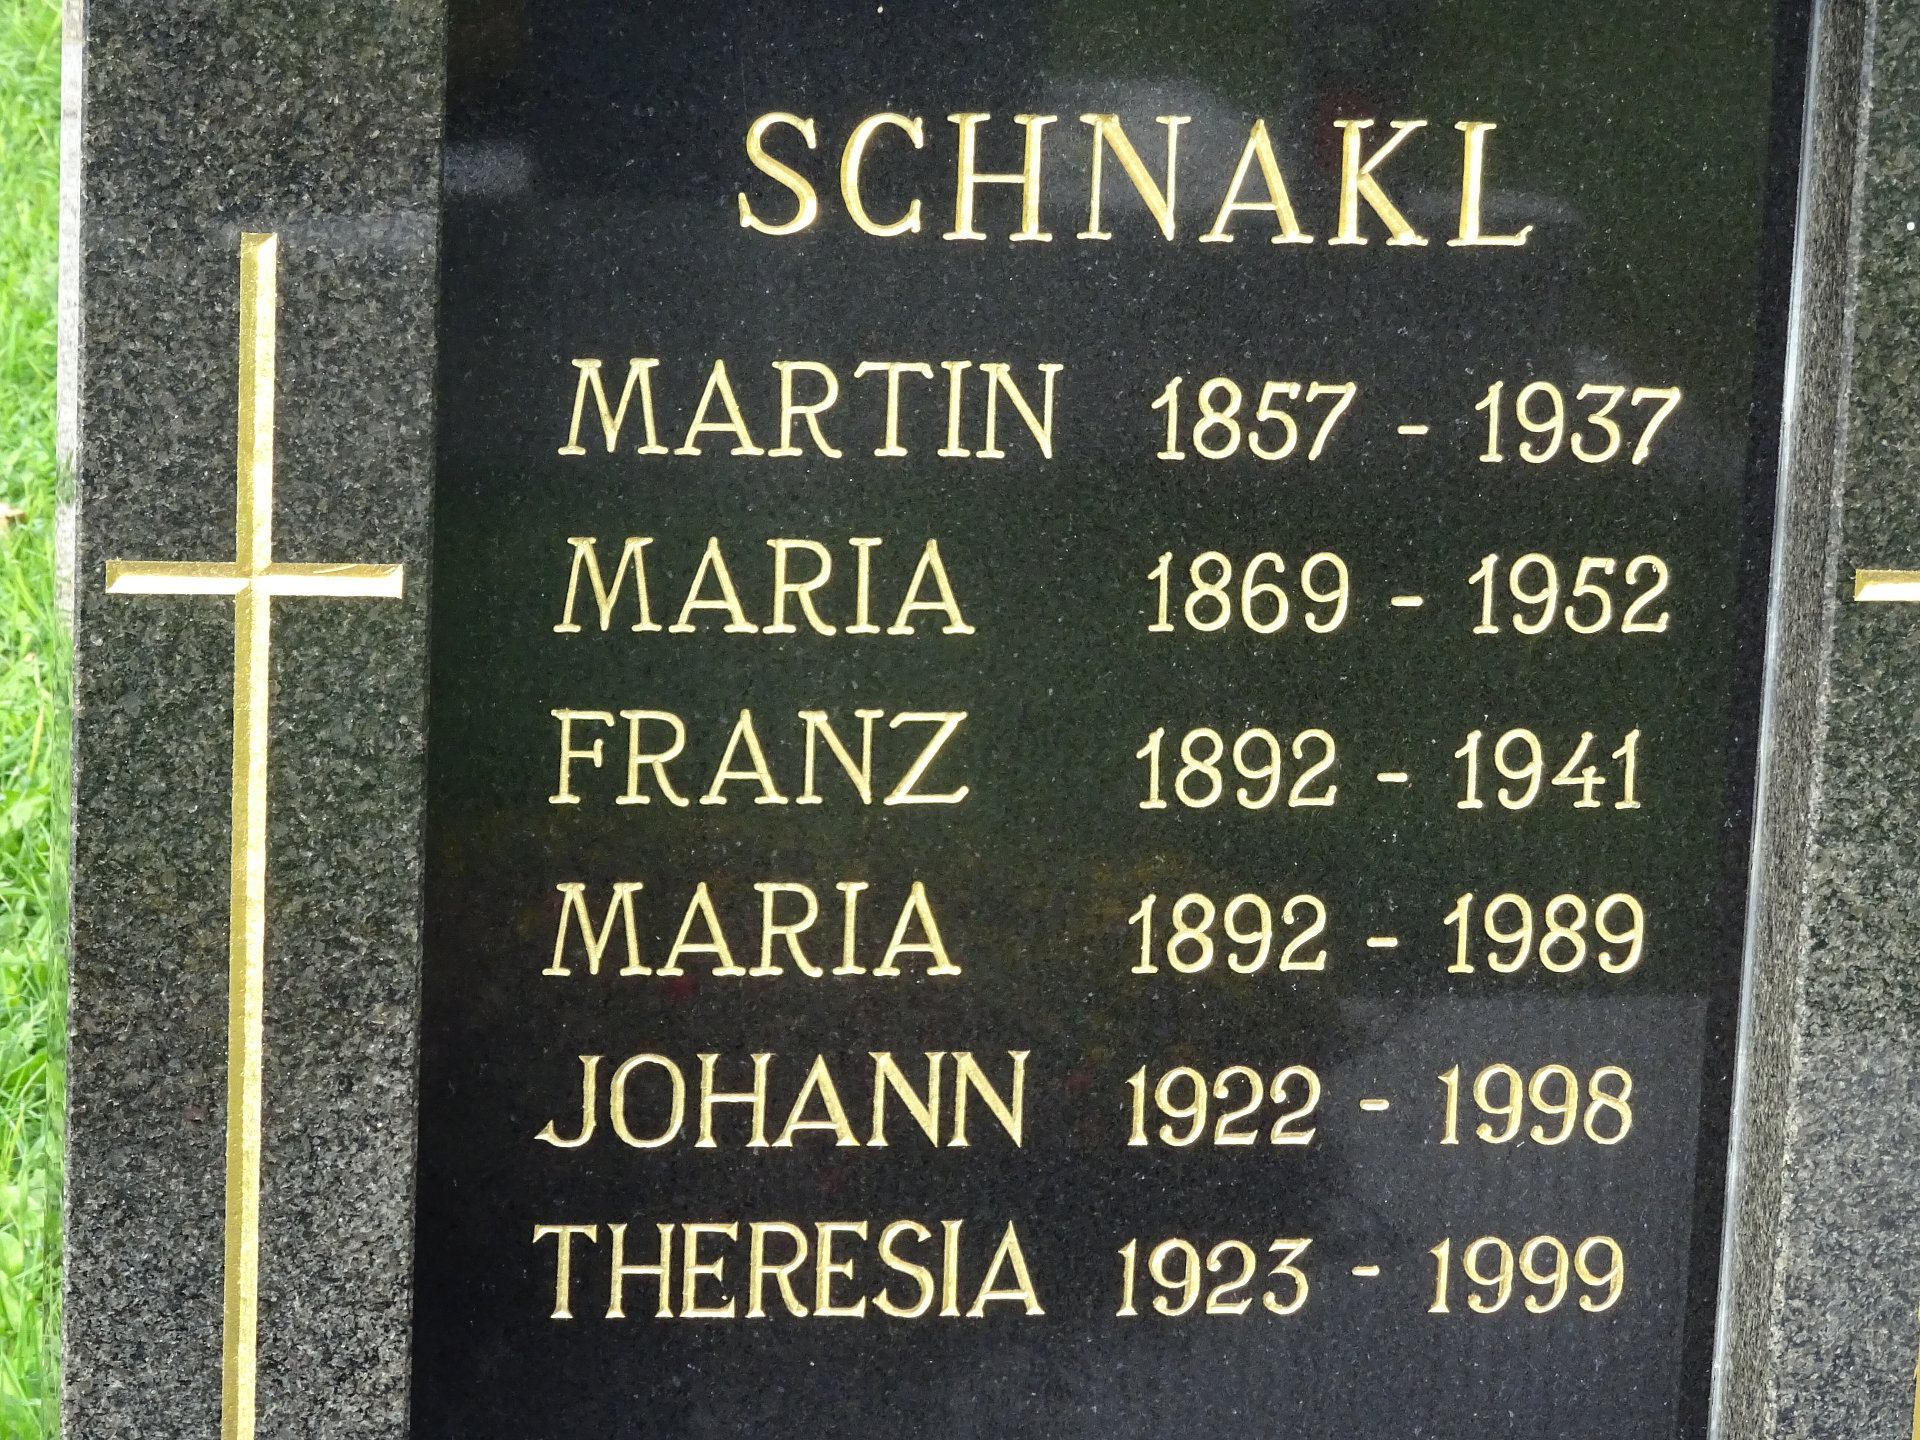 SCHNAKL
MARTIN 1857 - 1937
MARIA 1869 - 1952
FRANZ 1892 - 1941
MARIA 1892 - 1989
JOHANN 1922 - 1998
THERESIA 1923 - 1999